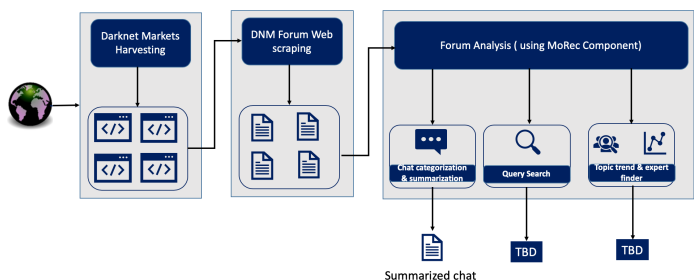 Darknet Markets
Harvesting
DNM Forum Web
scraping
Forum Analysis ( using MoRec Component)
</>
</>
</>
</>
Chat categorization
& summarization
Query Search
Topic trend & expert
finder
TBD
TBD
Summarized chat